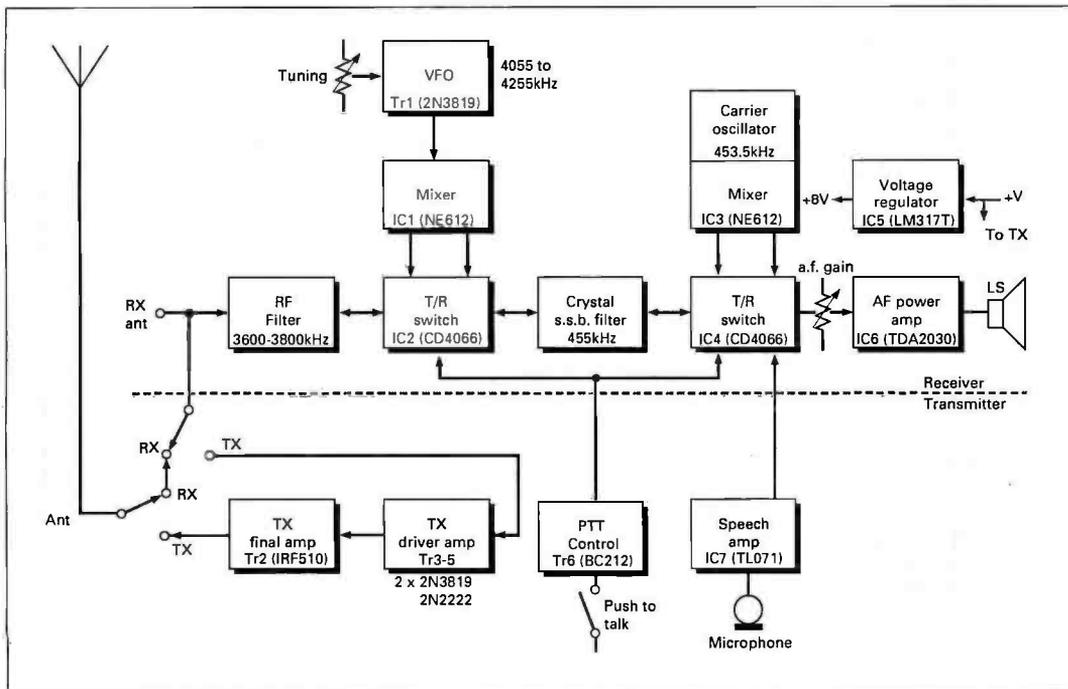 Tuning
VFO
Tr1 (2N3819)
4055 to
4255kHz
Carrier
oscillator
453.5kHz
Mixer
IC1 (NE612)
Mixer
IC3 (NE612)
+8V
Voltage
regulator
IC5 (LM317T)
+V
To TX
RX
ant
RF
Filter
3600-3800kHz
T/R
switch
IC2 (CD4066)
Crystal
s.s.b. filter
455kHz
T/R
switch
IC4 (CD4066)
a.f. gain
AF power
amp
IC6 (TDA2030)
LS
Receiver
Transmitter
RX
TX
RX
Ant
TX
TX
final amp
Tr2 (IRF510)
TX
driver amp
Tr3-5
2 x 2N3819
2N2222
PTT
Control
Tr6 (BC212)
Push to
talk
Speech
amp
IC7 (TL071)
Microphone